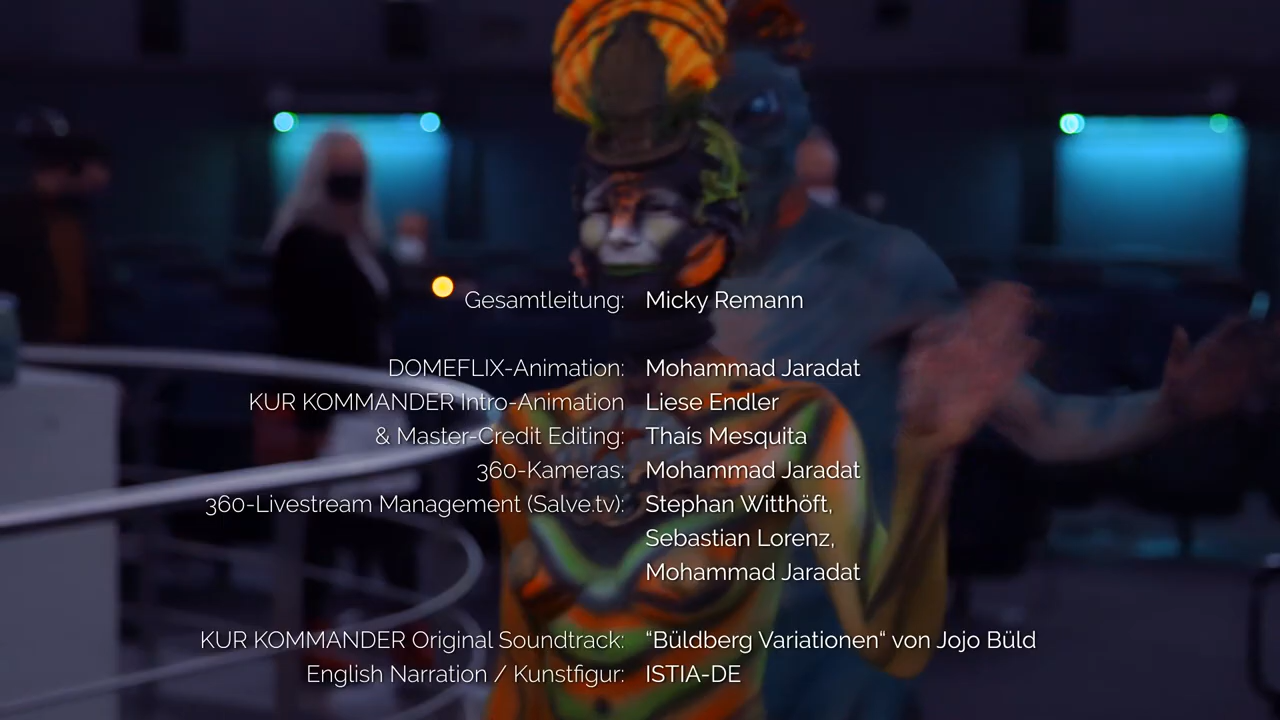 Gesamtleitung: Micky Remann
DOMEFLIX-Animation: Mohammad Jaradat
KUR KOMMANDER Intro-Animation Liese Endler
& Master-Credit Editing: Thaís Mesquita
360-Kameras: Mohammad Jaradat
360-Livestream Management (Salve.tv): Stephan Witthöft,
Sebastian Lorenz,
Mohammad Jaradat
KUR KOMMANDER Original Soundtrack: “Büldberg Variationen“ von Jojo Büld
English Narration / Kunstfigur: ISTIA-DE